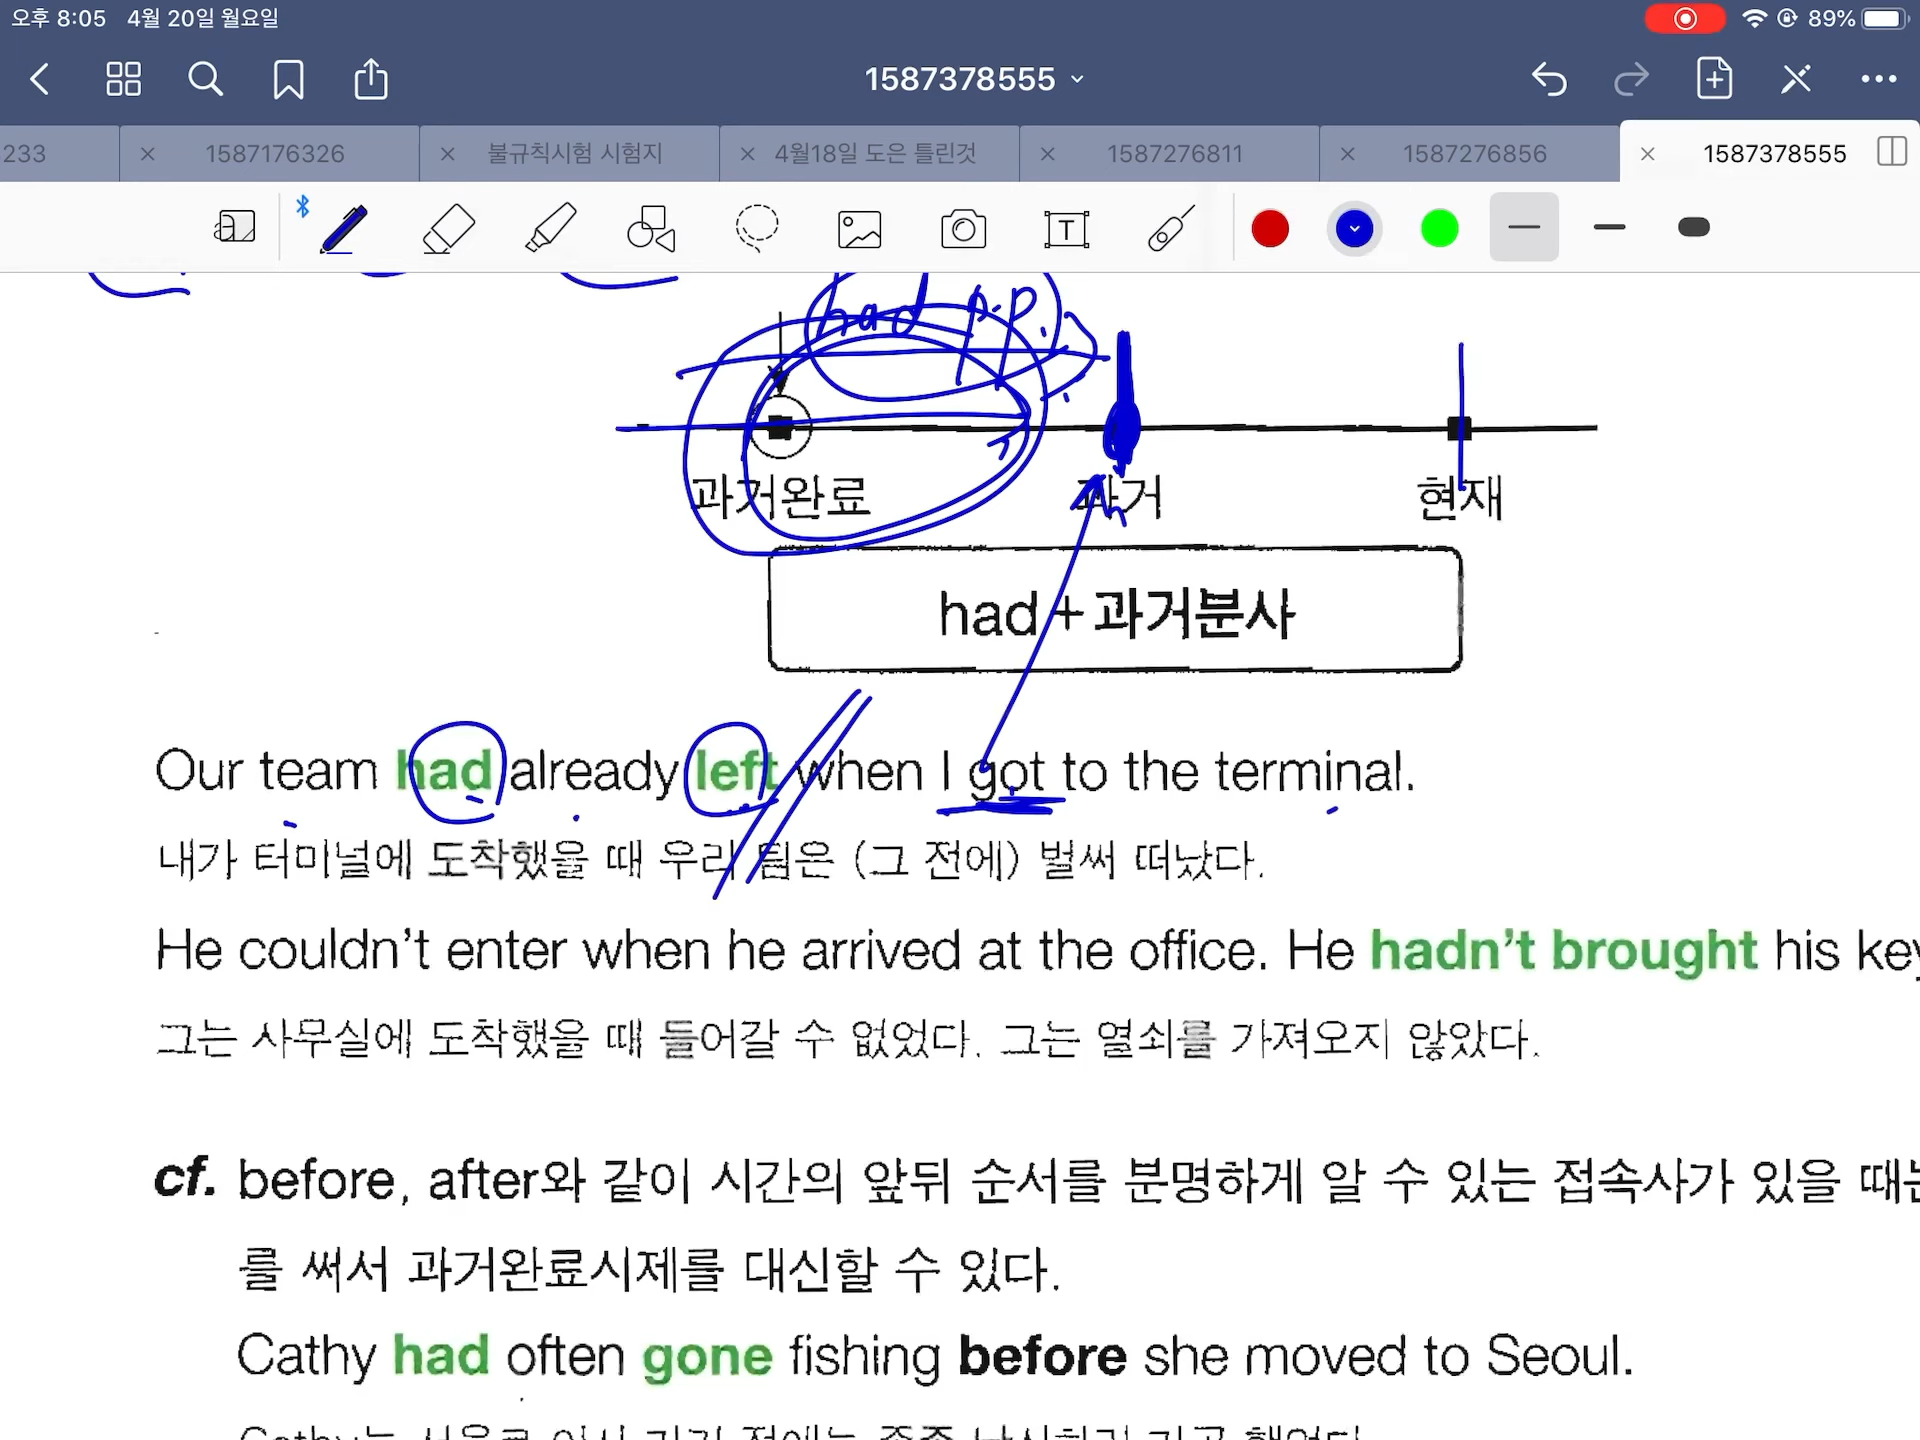 오후 8:05 4월 20일 월요일 89%
1587378555
233 1587176326 불규칙시험 시험지 4월18일 도은 틀린것 1587276811 1587276856 1587378555
had p.p.
과거완료 과거 현재
had + 과거분사
Our team had already left when I got to the terminal.
내가 터미널에 도착했을 때 우리 팀은 (그 전에) 벌써 떠났다.
He couldn't enter when he arrived at the office. He hadn't brought his key
그는 사무실에 도착했을 때 들어갈 수 없었다. 그는 열쇠를 가져오지 않았다.
cf. before, after와 같이 시간의 앞뒤 순서를 분명하게 알 수 있는 접속사가 있을 때는
를 써서 과거완료시제를 대신할 수 있다.
Cathy had often gone fishing before she moved to Seoul.